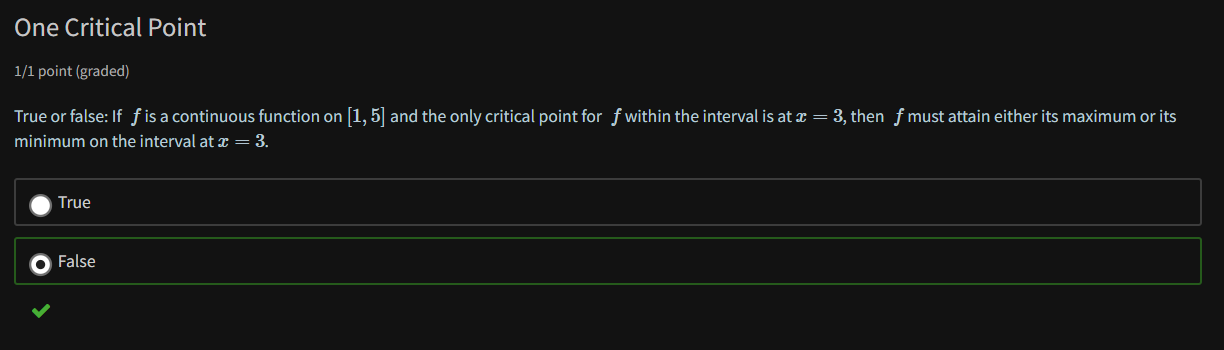 One Critical Point
1/1 point (graded)
True or false: If f is a continuous function on [1, 5] and the only critical point for f within the interval is at x = 3, then f must attain either its maximum or its
minimum on the interval at x = 3.
True
False